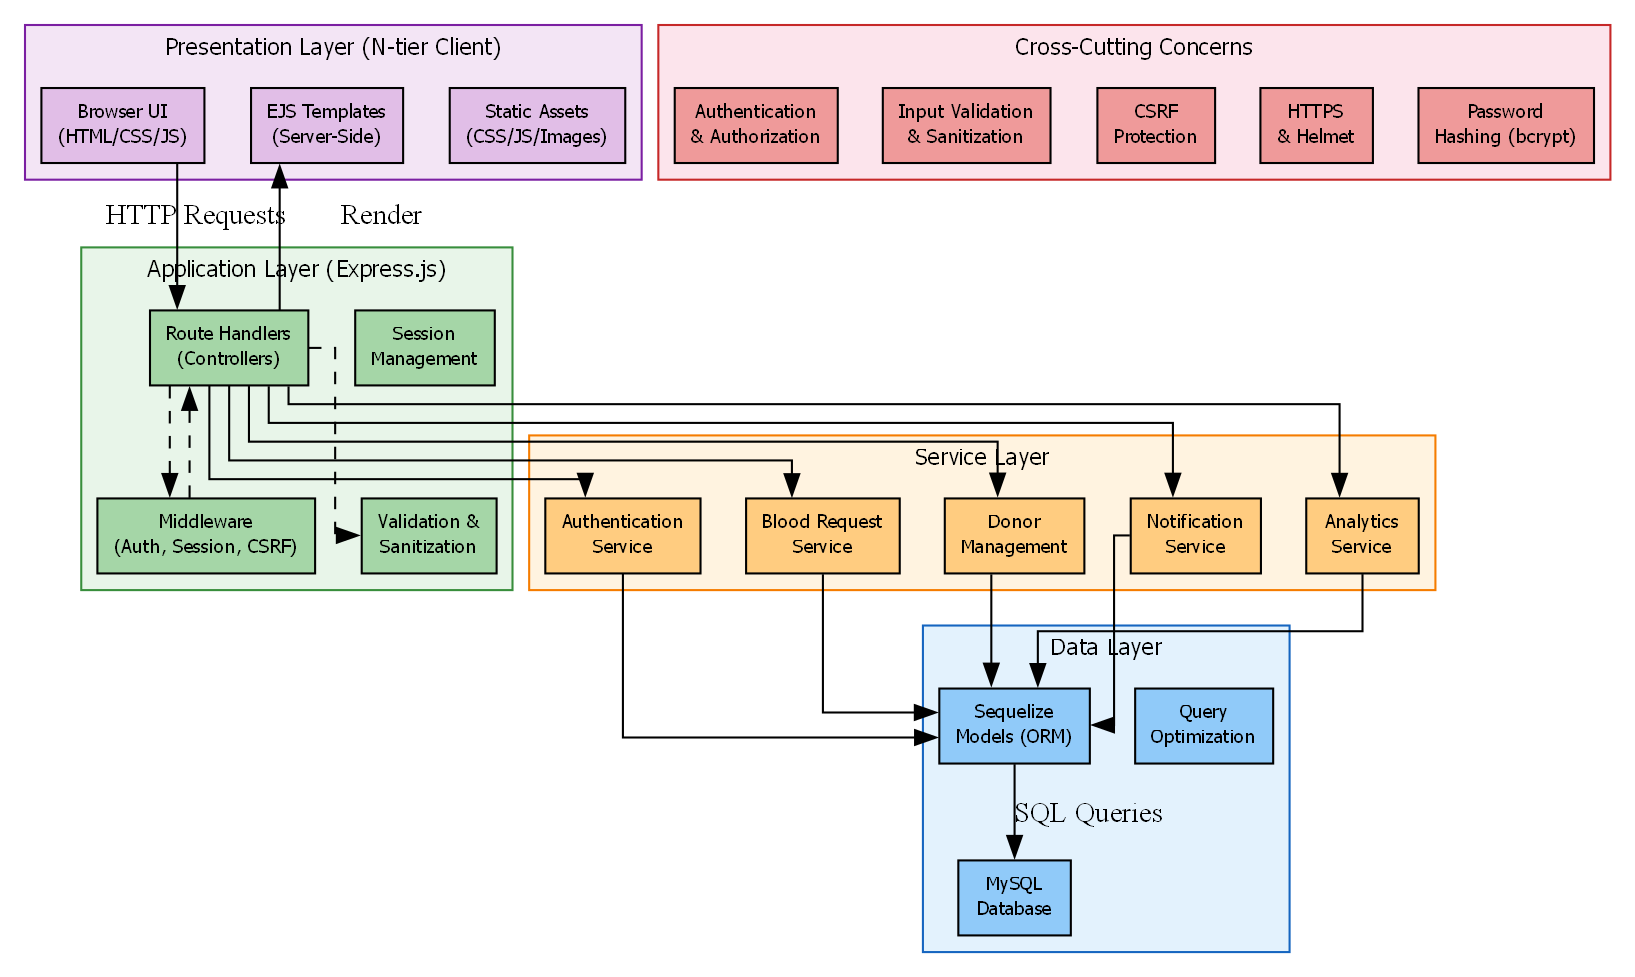 Presentation Layer (N-tier Client)
Browser UI
(HTML/CSS/JS)
EJS Templates
(Server-Side)
Static Assets
(CSS/JS/Images)
Cross-Cutting Concerns
Authentication
& Authorization
Input Validation
& Sanitization
CSRF
Protection
HTTPS
& Helmet
Password
Hashing (bcrypt)
HTTP Requests
Render
Application Layer (Express.js)
Route Handlers
(Controllers)
Session
Management
Middleware
(Auth, Session, CSRF)
Validation &
Sanitization
Service Layer
Authentication
Service
Blood Request
Service
Donor
Management
Notification
Service
Analytics
Service
Data Layer
Sequelize
Models (ORM)
Query
Optimization
SQL Queries
MySQL
Database